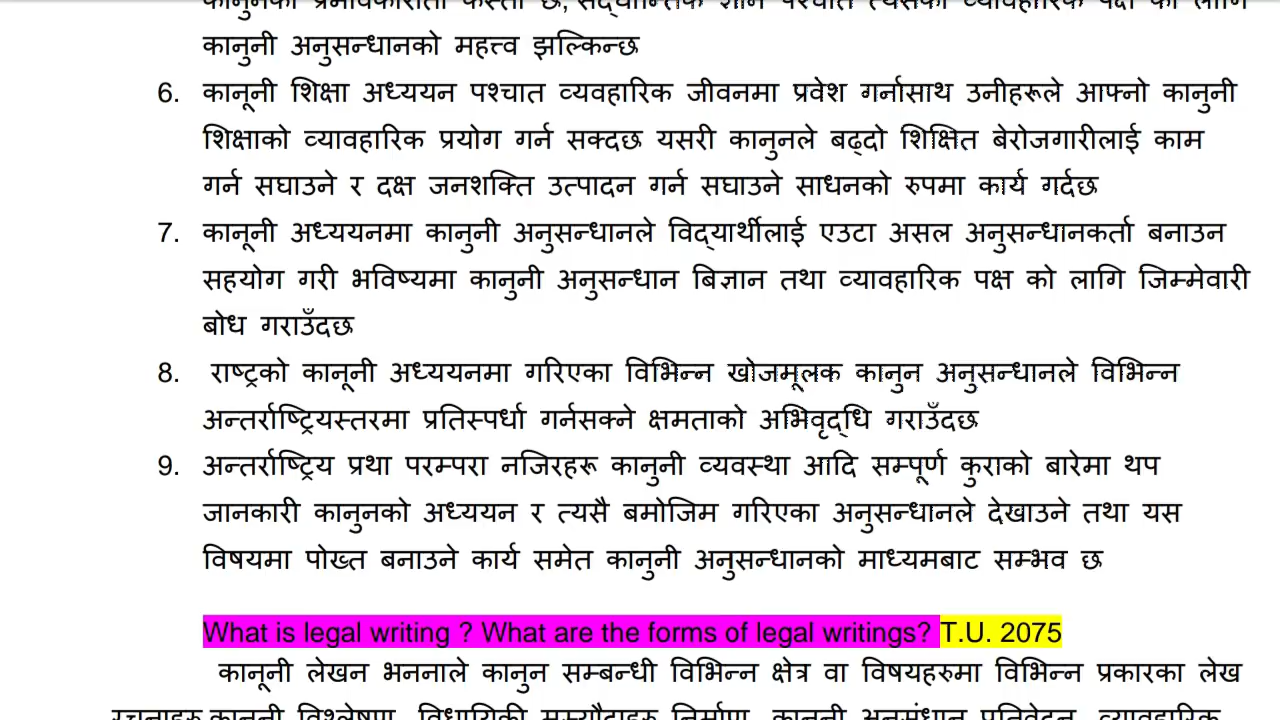 कानुनी अनुसन्धानको महत्त्व झल्किन्छ
6. कानूनी शिक्षा अध्ययन पश्चात व्यवहारिक जीवनमा प्रवेश गर्नासाथ उनीहरूले आफ्नो कानुनी
शिक्षाको व्यावहारिक प्रयोग गर्न सक्दछ यसरी कानुनले बढ्दो शिक्षित बेरोजगारीलाई काम
गर्न सघाउने र दक्ष जनशक्ति उत्पादन गर्न सघाउने साधनको रुपमा कार्य गर्दछ
7. कानूनी अध्ययनमा कानुनी अनुसन्धानले विद्यार्थीलाई एउटा असल अनुसन्धानकर्ता बनाउन
सहयोग गरी भविष्यमा कानुनी अनुसन्धान बिज्ञान तथा व्यावहारिक पक्ष को लागि जिम्मेवारी
बोध गराउँदछ
8. राष्ट्रको कानूनी अध्ययनमा गरिएका विभिन्न खोजमूलक कानुन अनुसन्धानले विभिन्न
अन्तर्राष्ट्रियस्तरमा प्रतिस्पर्धा गर्नसक्ने क्षमताको अभिवृद्धि गराउँदछ
9. अन्तर्राष्ट्रिय प्रथा परम्परा नजिरहरू कानुनी व्यवस्था आदि सम्पूर्ण कुराको बारेमा थप
जानकारी कानुनको अध्ययन र त्यसै बमोजिम गरिएका अनुसन्धानले देखाउने तथा यस
विषयमा पोख्त बनाउने कार्य समेत कानुनी अनुसन्धानको माध्यमबाट सम्भव छ
What is legal writing ? What are the forms of legal writings? T.U. 2075
कानूनी लेखन भननाले कानुन सम्बन्धी विभिन्न क्षेत्र वा विषयहरुमा विभिन्न प्रकारका लेख